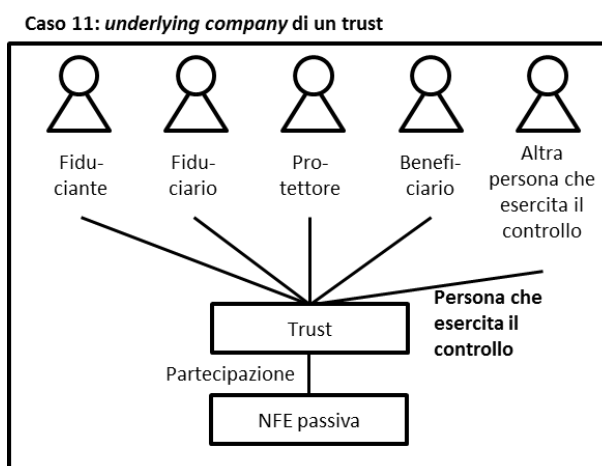 Caso 11: underlying company di un trust
Fidu-
ciante
Fidu-
ciario
Pro-
tettore
Benefi-
ciario
Altra
persona che
esercita il
controllo
Trust
Persona che
esercita il
controllo
Partecipazione
NFE passiva